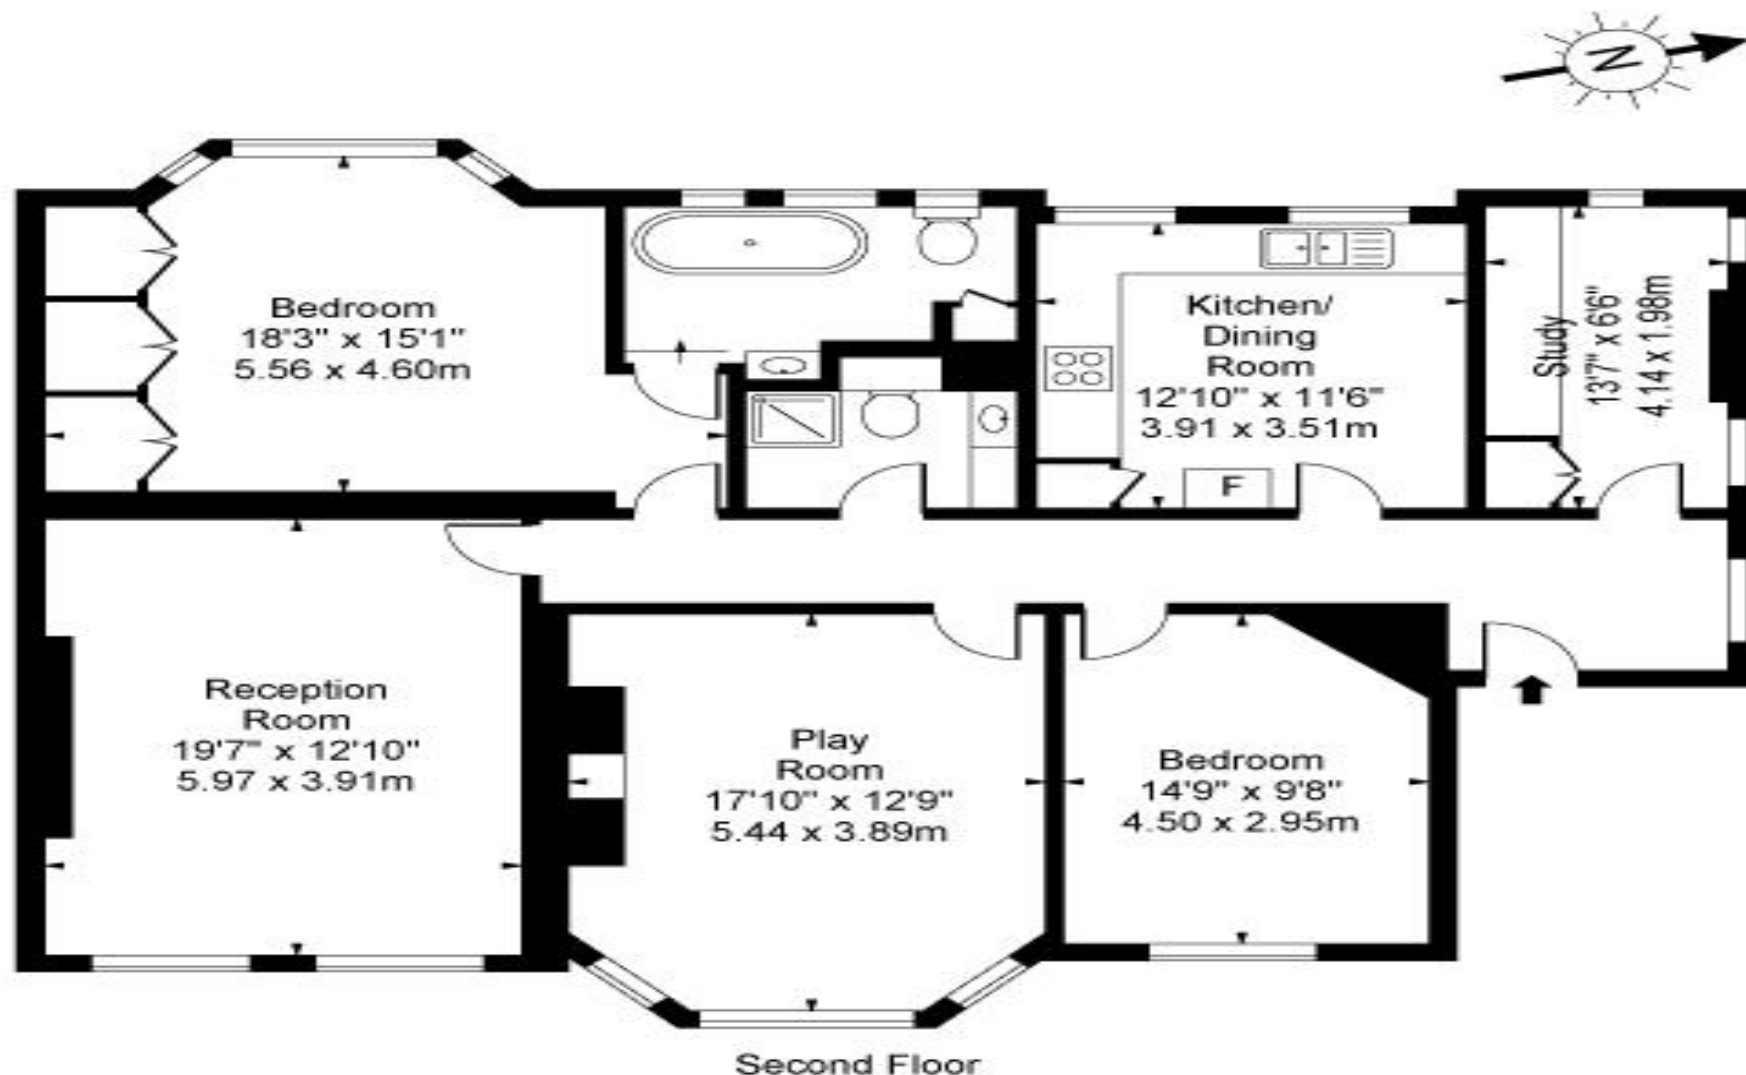 N
Bedroom
18'3" x 15'1"
5.56 x 4.60m
Kitchen/
Dining
Room
12'10" x 11'6"
3.91 x 3.51m
F
Study
13'7" x 6'6"
4.14 x 1.98m
Reception
Room
19'7" x 12'10"
5.97 x 3.91m
Play
Room
17'10" x 12'9"
5.44 x 3.89m
Bedroom
14'9" x 9'8"
4.50 x 2.95m
Second Floor